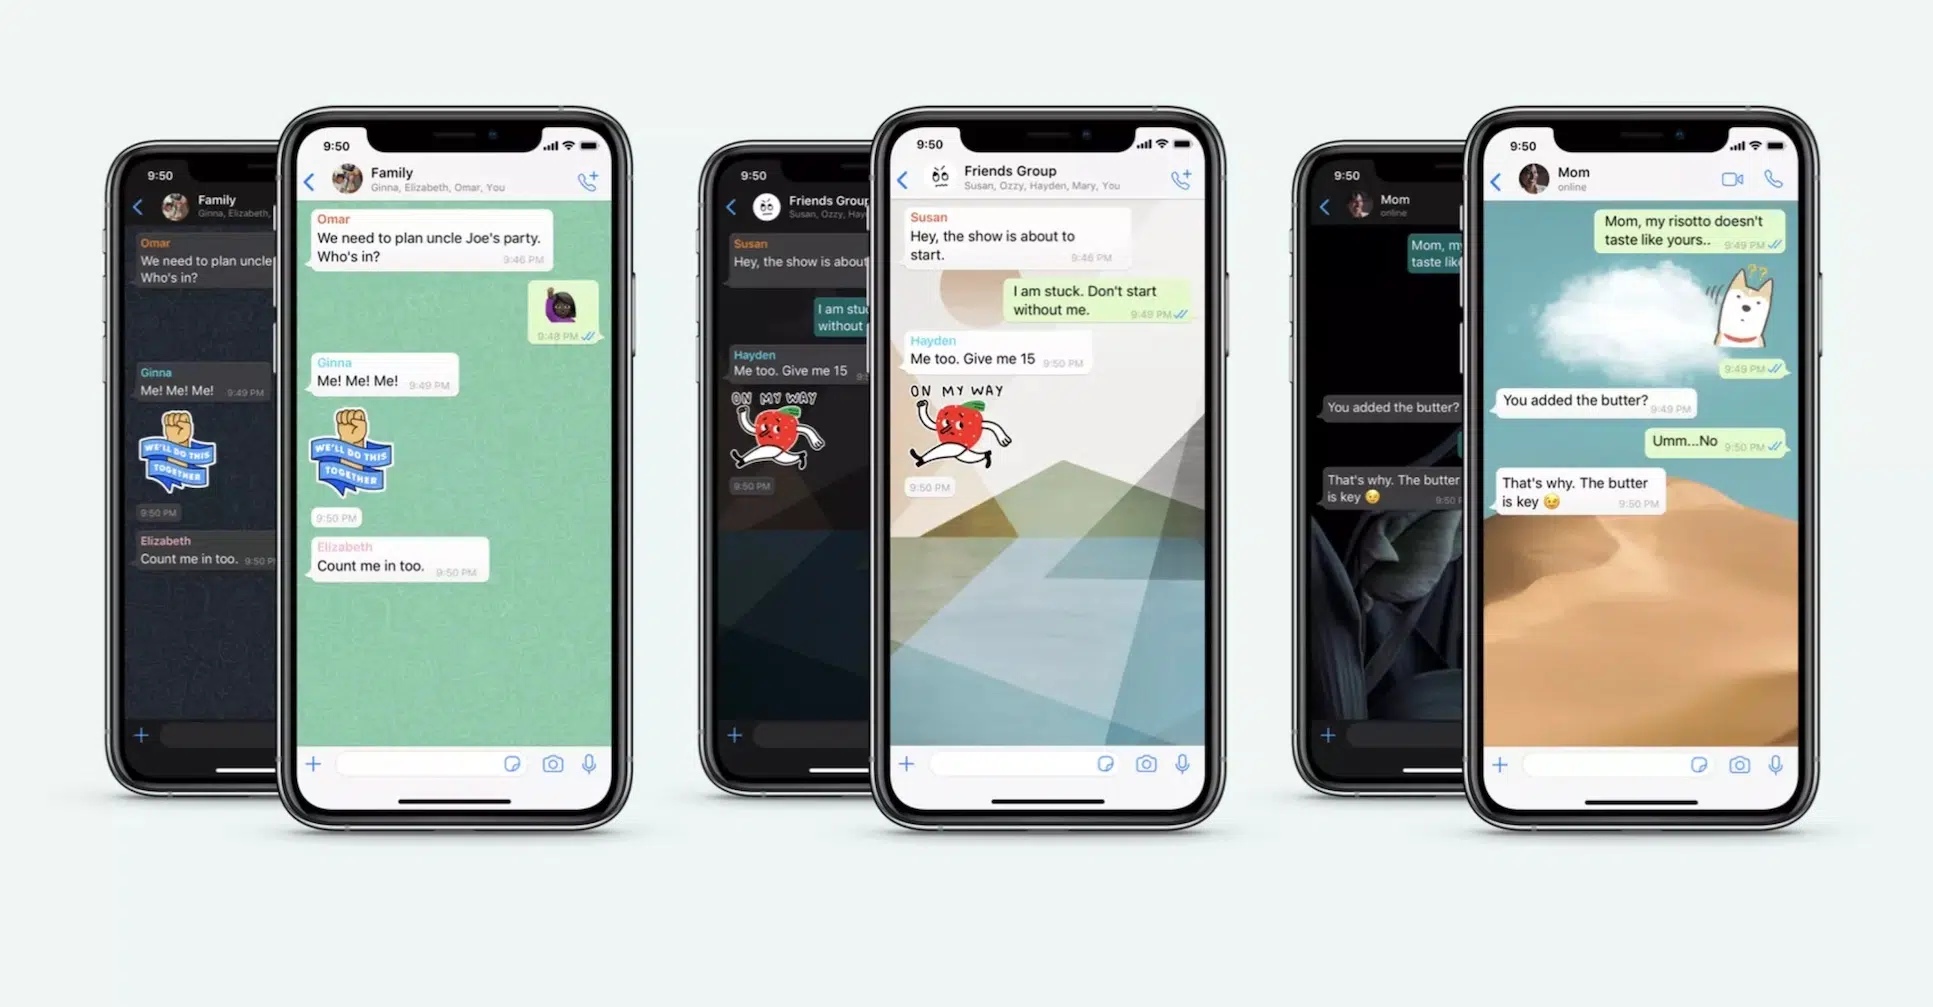 9:50
Family
Ginna, Elizabeth,
Omar
We need to plan uncle
Who's in?
Ginna
Me! Me! Me! 9:49 PM
WE'LL DO THIS
TOGETHER
9:50 PM
Elizabeth
Count me in too. 9:50 PM
9:50
Family
Ginna, Elizabeth, Omar, You
Omar
We need to plan uncle Joe's party.
Who's in? 9:46 PM
9:48 PM
Ginna
Me! Me! Me! 9:49 PM
WE'LL DO THIS
TOGETHER
9:50 PM
Elizabeth
Count me in too. 9:50 PM
9:50
Friends Group
Susan, Ozzy, Hay
Susan
Hey, the show is about
I am stuc
without
Hayden
Me too. Give me 15 9:5
ON MY WAY
9:50 PM
9:50
Friends Group
Susan, Ozzy, Hayden, Mary, You
Susan
Hey, the show is about to
start. 9:46 PM
I am stuck. Don't start
without me. 9:49 PM
Hayden
Me too. Give me 15 9:50 PM
ON MY WAY
9:50 PM
9:50
Mom
online
Mom, my
taste lik
You added the butter?
That's why. The butter
is key 😉 9:50
9:50
Mom
online
Mom, my risotto doesn't
taste like yours.. 9:49 PM
??
9:49 PM
You added the butter? 9:49 PM
Umm...No 9:50 PM
That's why. The butter
is key 😉 9:50 PM